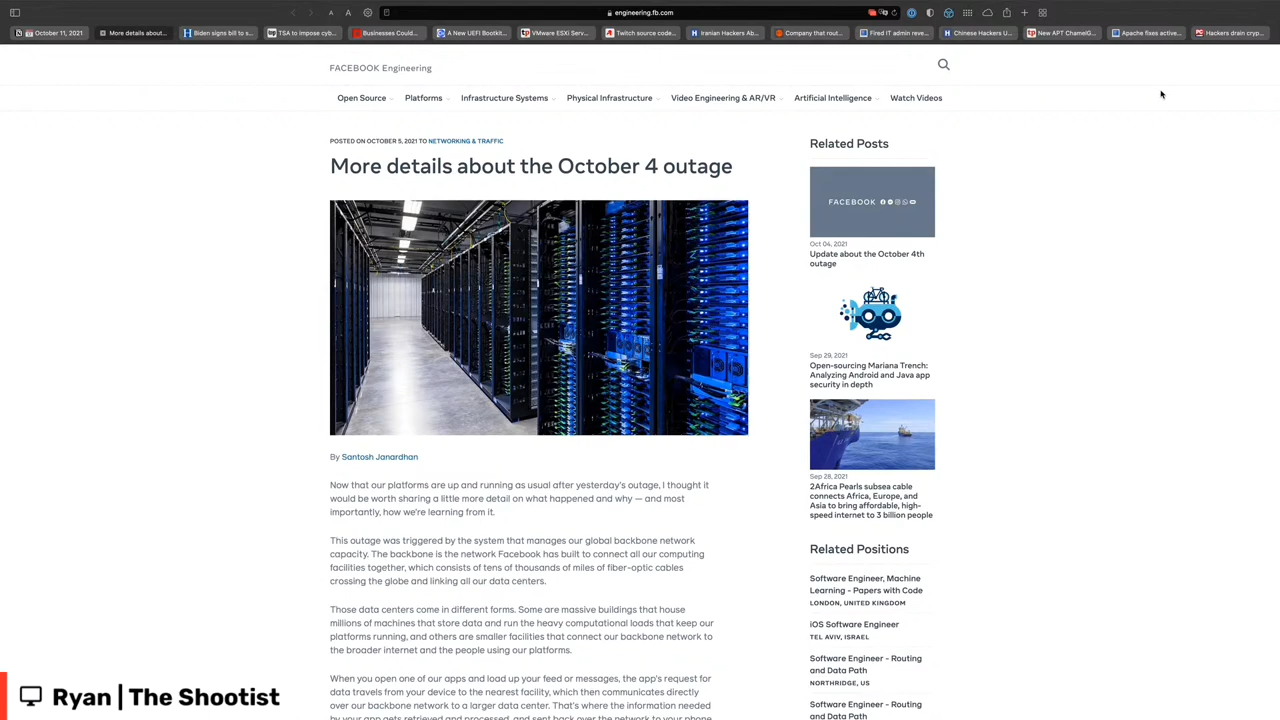 engineering.fb.com
October 11, 2021
More details about...
Biden signs bill to s...
TSA to impose cyb...
Businesses Could...
A New UEFI Bootkit...
VMware ESXi Serv...
Twitch source code...
Iranian Hackers Ab...
Company that rout...
Fired IT admin reve...
Chinese Hackers U...
New APT ChamelG...
Apache fixes active...
Hackers drain cryp...
FACEBOOK Engineering
Open Source
Platforms
Infrastructure Systems
Physical Infrastructure
Video Engineering & AR/VR
Artificial Intelligence
Watch Videos
POSTED ON OCTOBER 5, 2021 TO NETWORKING & TRAFFIC
More details about the October 4 outage
By Santosh Janardhan
Now that our platforms are up and running as usual after yesterday's outage, I thought it
would be worth sharing a little more detail on what happened and why — and most
importantly, how we're learning from it.
This outage was triggered by the system that manages our global backbone network
capacity. The backbone is the network Facebook has built to connect all our computing
facilities together, which consists of tens of thousands of miles of fiber-optic cables
crossing the globe and linking all our data centers.
Those data centers come in different forms. Some are massive buildings that house
millions of machines that store data and run the heavy computational loads that keep our
platforms running, and others are smaller facilities that connect our backbone network to
the broader internet and the people using our platforms.
When you open one of our apps and load up your feed or messages, the app's request for
data travels from your device to the nearest facility, which then communicates directly
over our backbone network to a larger data center. That's where the information needed
by your app gets retrieved and processed, and sent back over the network to your phone.
Related Posts
FACEBOOK
Oct 04, 2021
Update about the October 4th
outage
Sep 29, 2021
Open-sourcing Mariana Trench:
Analyzing Android and Java app
security in depth
Sep 28, 2021
2Africa Pearls subsea cable
connects Africa, Europe, and
Asia to bring affordable, high-
speed internet to 3 billion people
Related Positions
Software Engineer, Machine
Learning - Papers with Code
LONDON, UNITED KINGDOM
iOS Software Engineer
TEL AVIV, ISRAEL
Software Engineer - Routing
and Data Path
NORTHRIDGE, US
Software Engineer - Routing
and Data Path
Ryan | The Shootist